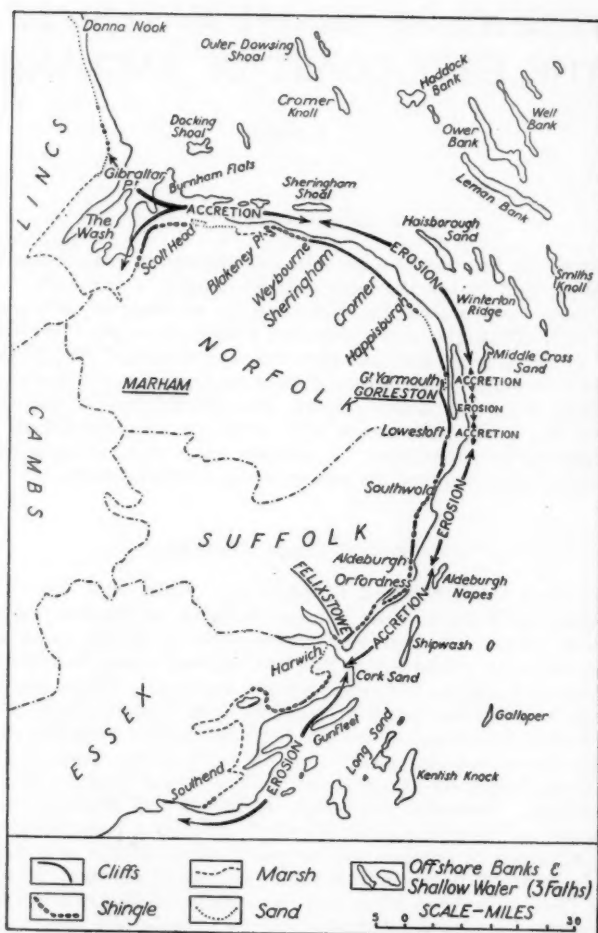 Donna Nook
Outer Dowsing
Shoal
Haddock
Bank
Cromer
Knoll
Well
Bank
Ower
Bank
Docking
Shoal
Leman Bank
LINCS
Gibraltar
Pt
Burnham Flats
Sheringham
Shoal
ACCRETION
The
Wash
Scolt Head
Blakeney Pt
Weybourne
Sheringham
Cromer
Happisburgh
EROSION
Haisborough
Sand
Smiths
Knoll
Winterton
Ridge
NORFOLK
Middle Cross
Sand
MARHAM
Gt Yarmouth
GORLESTON
ACCRETION
EROSION
ACCRETION
CAMBS
Lowestoft
Southwold
EROSION
SUFFOLK
Aldeburgh
Orfordness
Aldeburgh
Napes
FELIXSTOWE
ACCRETION
Shipwash
Harwich
Cork Sand
ESSEX
Galloper
Gunfleet
Long Sand
Kentish Knock
Southend
EROSION
Cliffs
Marsh
Offshore Banks &
Shallow Water (3 Faths)
Shingle
Sand
SCALE-MILES
5 0 30